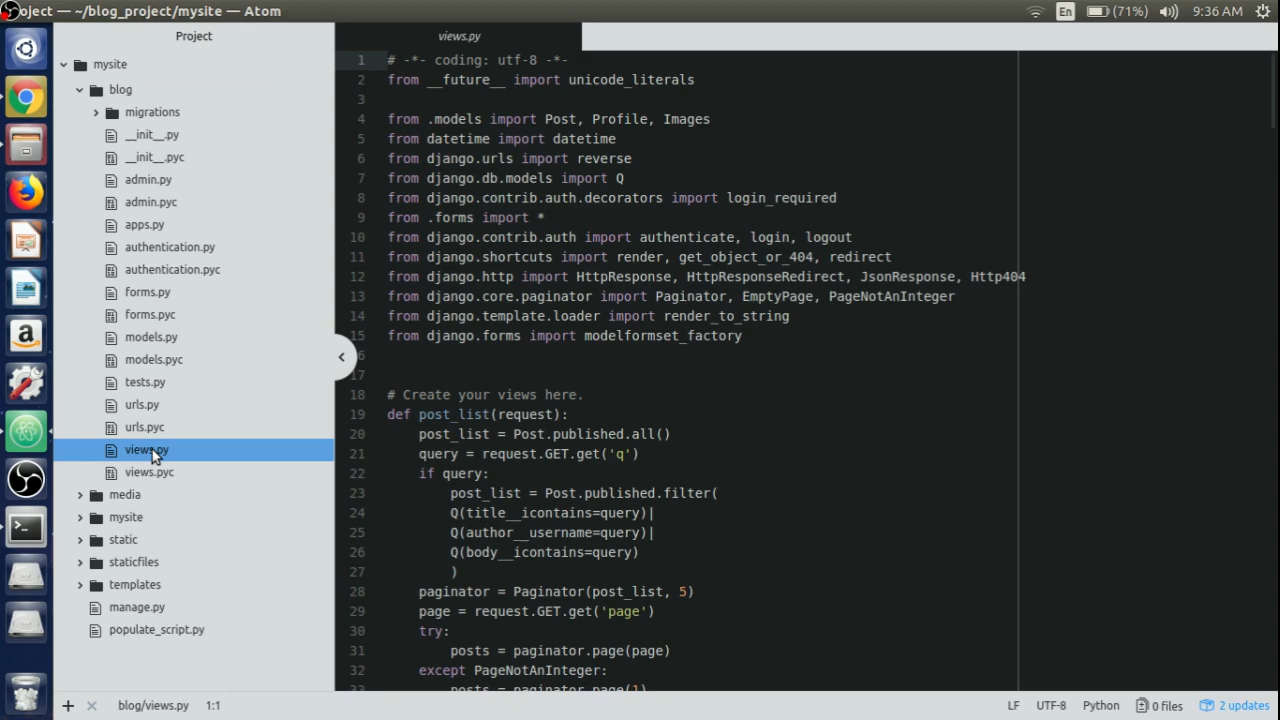 oject — ~/blog_project/mysite — Atom
En
(71%)
9:36 AM
Project
mysite
blog
migrations
__init__.py
__init__.pyc
admin.py
admin.pyc
apps.py
authentication.py
authentication.pyc
forms.py
forms.pyc
models.py
models.pyc
tests.py
urls.py
urls.pyc
views.py
views.pyc
media
mysite
static
staticfiles
templates
manage.py
populate_script.py
views.py
1 # -*- coding: utf-8 -*-
2 from __future__ import unicode_literals
3
4 from .models import Post, Profile, Images
5 from datetime import datetime
6 from django.urls import reverse
7 from django.db.models import Q
8 from django.contrib.auth.decorators import login_required
9 from .forms import *
10 from django.contrib.auth import authenticate, login, logout
11 from django.shortcuts import render, get_object_or_404, redirect
12 from django.http import HttpResponse, HttpResponseRedirect, JsonResponse, Http404
13 from django.core.paginator import Paginator, EmptyPage, PageNotAnInteger
14 from django.template.loader import render_to_string
15 from django.forms import modelformset_factory
6
17
18 # Create your views here.
19 def post_list(request):
20 post_list = Post.published.all()
21 query = request.GET.get('q')
22 if query:
23 post_list = Post.published.filter(
24 Q(title__icontains=query)|
25 Q(author__username=query)|
26 Q(body__icontains=query)
27 )
28 paginator = Paginator(post_list, 5)
29 page = request.GET.get('page')
30 try:
31 posts = paginator.page(page)
32 except PageNotAnInteger:
33 posts = paginator.page(1)
blog/views.py 1:1
LF UTF-8 Python 0 files 2 updates